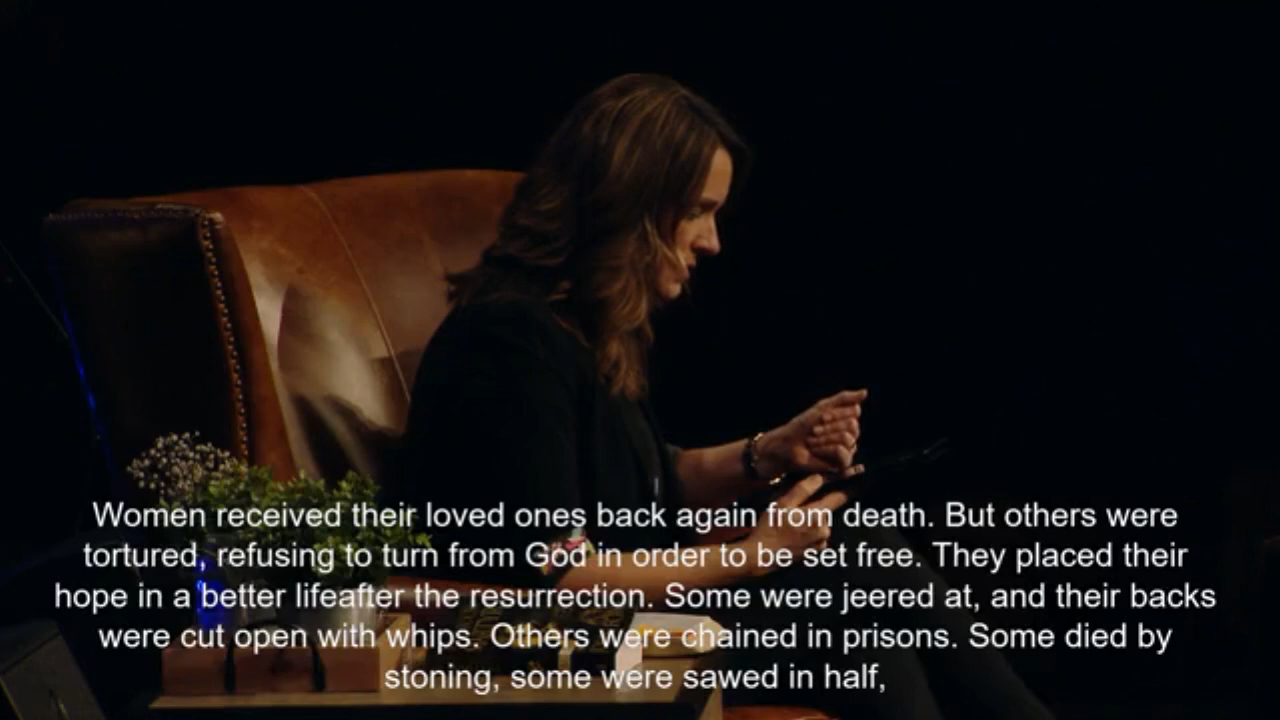 Women received their loved ones back again from death. But others were
tortured, refusing to turn from God in order to be set free. They placed their
hope in a better lifeafter the resurrection. Some were jeered at, and their backs
were cut open with whips. Others were chained in prisons. Some died by
stoning, some were sawed in half,